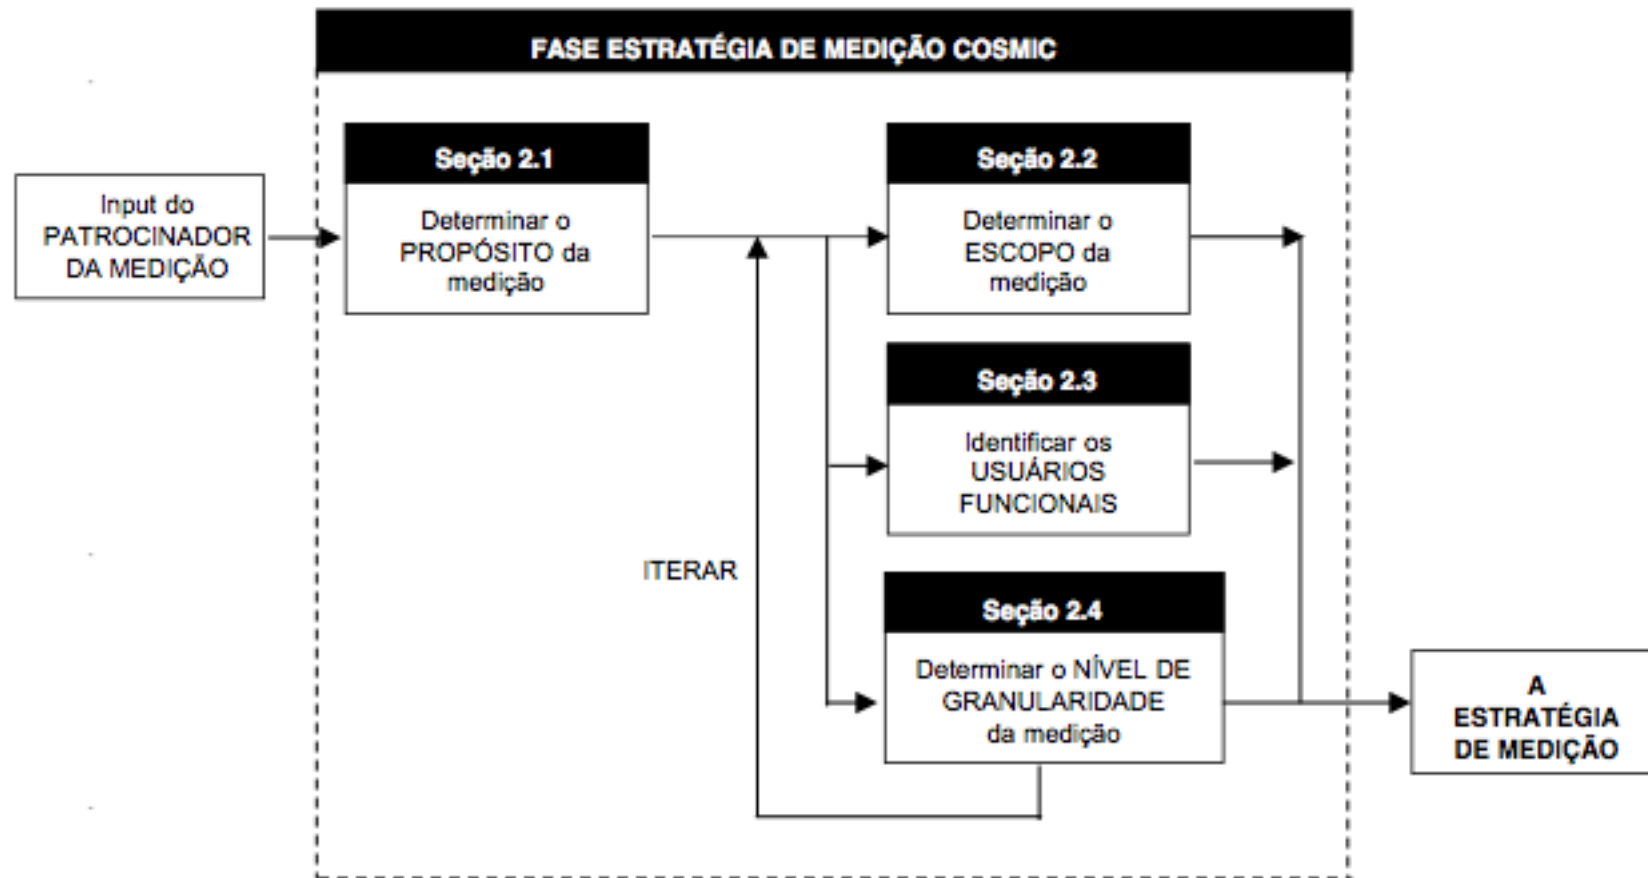 FASE ESTRATÉGIA DE MEDIÇÃO COSMIC
Input do
PATROCINADOR
DA MEDIÇÃO
Seção 2.1
Determinar o
PROPÓSITO da
medição
Seção 2.2
Determinar o
ESCOPO da
medição
Seção 2.3
Identificar os
USUÁRIOS
FUNCIONAIS
ITERAR
Seção 2.4
Determinar o NÍVEL DE
GRANULARIDADE
da medição
A
ESTRATÉGIA
DE MEDIÇÃO